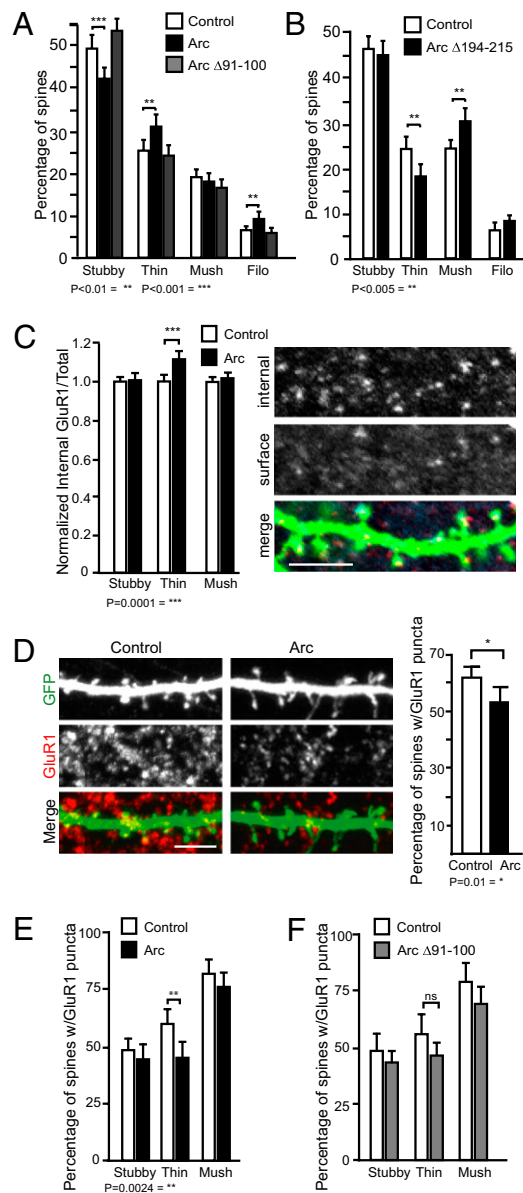 A
Control
Arc
Arc Δ91-100
Percentage of spines
50
40
30
20
10
***
**
**
Stubby Thin Mush Filo
P<0.01 = ** P<0.001 = ***
B
Control
Arc Δ194-215
Percentage of spines
50
40
30
20
10
**
**
Stubby Thin Mush Filo
P<0.005 = **
C
Control
Arc
Normalized Internal GluR1/Total
1.2
1.0
0.8
0.6
0.4
0.2
***
Stubby Thin Mush
P=0.0001 = ***
internal
surface
merge
D
Control Arc
GFP
GluR1
Merge
Percentage of spines w/GluR1 puncta
70
50
30
10
*
Control Arc
P=0.01 = *
E
Control
Arc
Percentage of spines w/GluR1 puncta
100
75
50
25
**
Stubby Thin Mush
P=0.0024 = **
F
Control
Arc Δ91-100
Percentage of spines w/GluR1 puncta
100
75
50
25
ns
Stubby Thin Mush